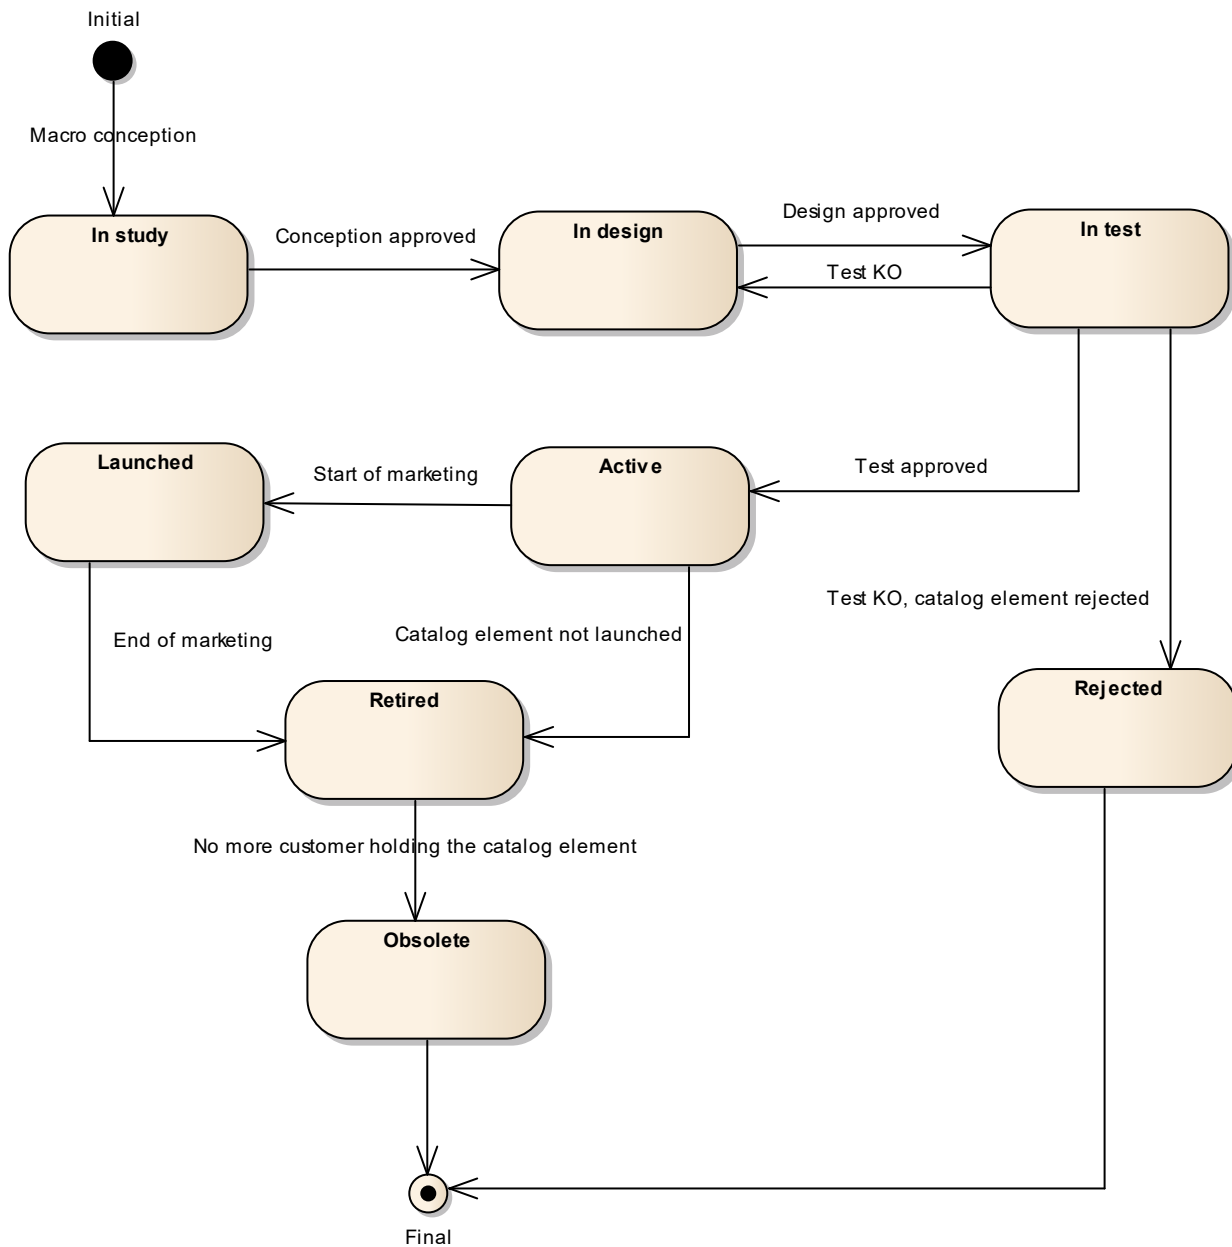 Initial
Macro conception
In study
Conception approved
In design
Design approved
Test KO
In test
Launched
Start of marketing
Active
Test approved
Test KO, catalog element rejected
End of marketing
Catalog element not launched
Retired
Rejected
No more customer holding the catalog element
Obsolete
Final